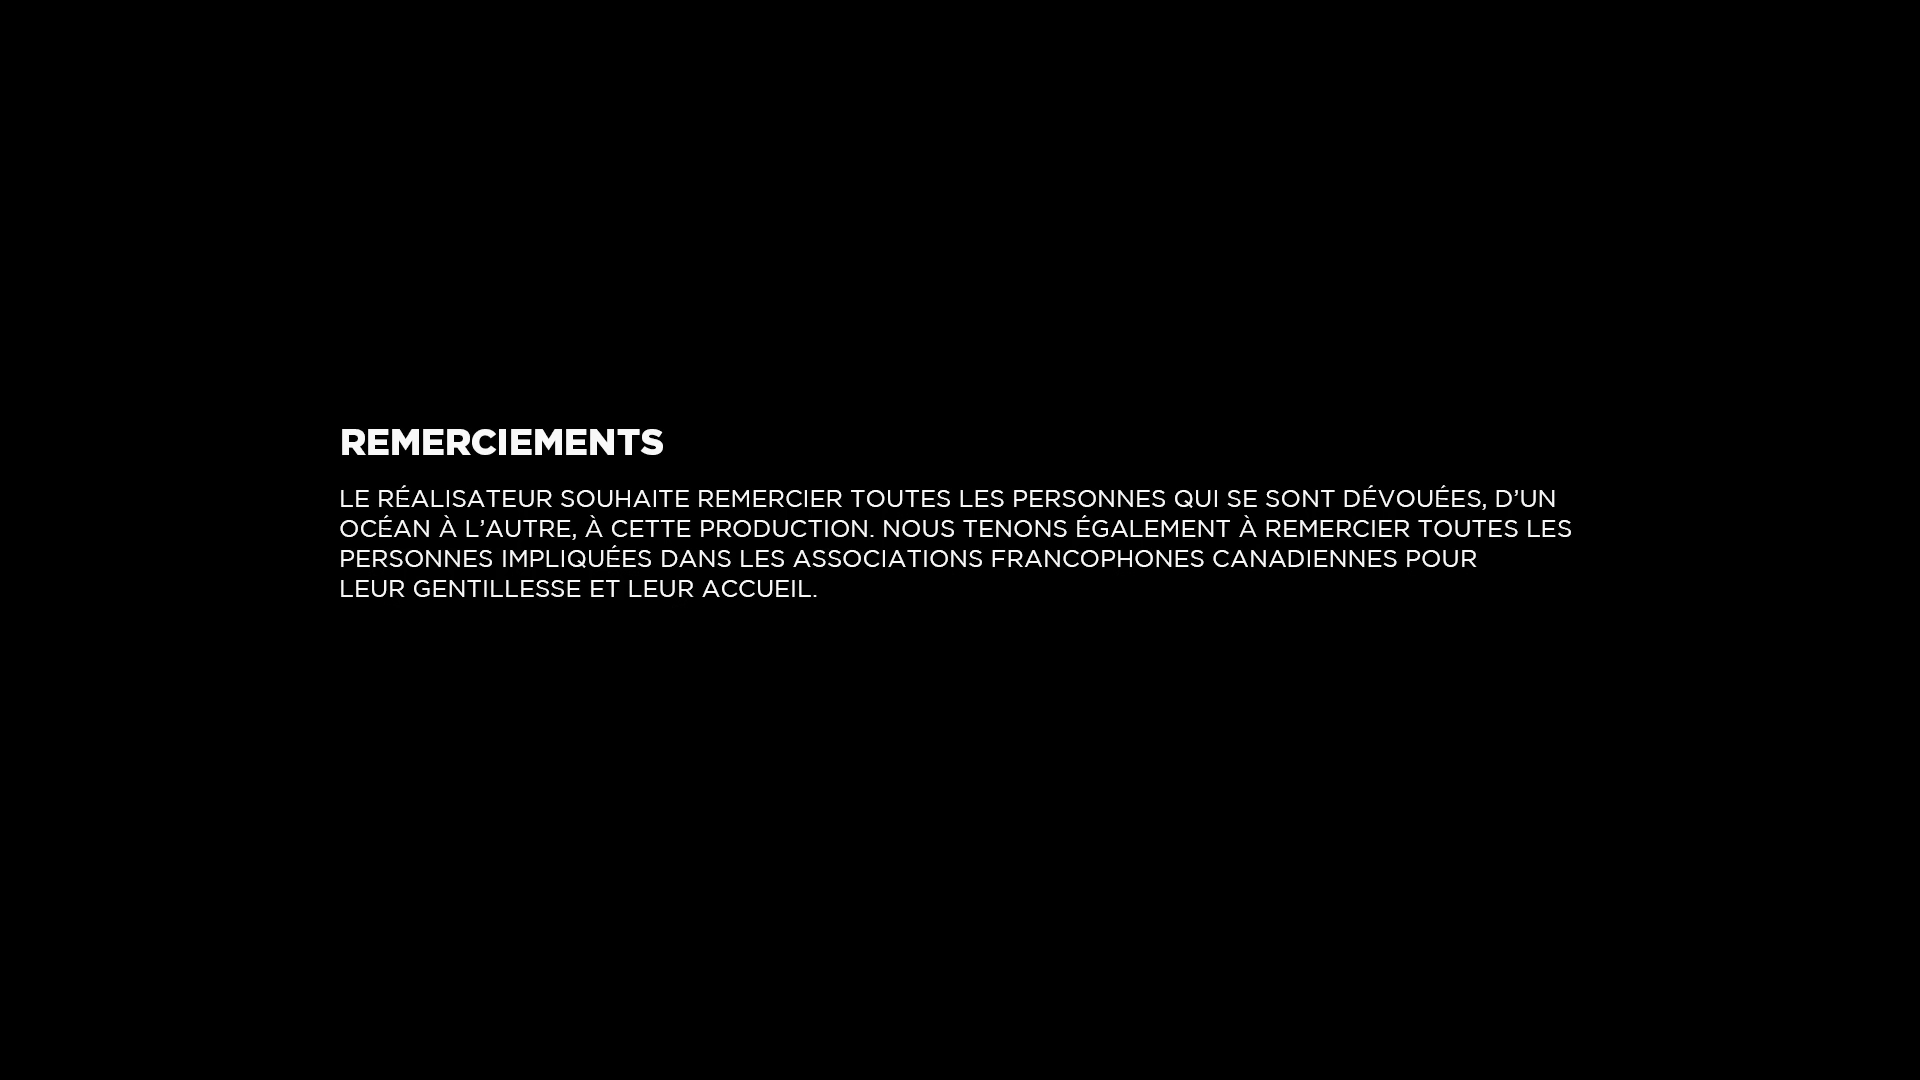 REMERCIEMENTS
LE RÉALISATEUR SOUHAITE REMERCIER TOUTES LES PERSONNES QUI SE SONT DÉVOUÉES, D’UN
OCÉAN À L’AUTRE, À CETTE PRODUCTION. NOUS TENONS ÉGALEMENT À REMERCIER TOUTES LES
PERSONNES IMPLIQUÉES DANS LES ASSOCIATIONS FRANCOPHONES CANADIENNES POUR
LEUR GENTILLESSE ET LEUR ACCUEIL.